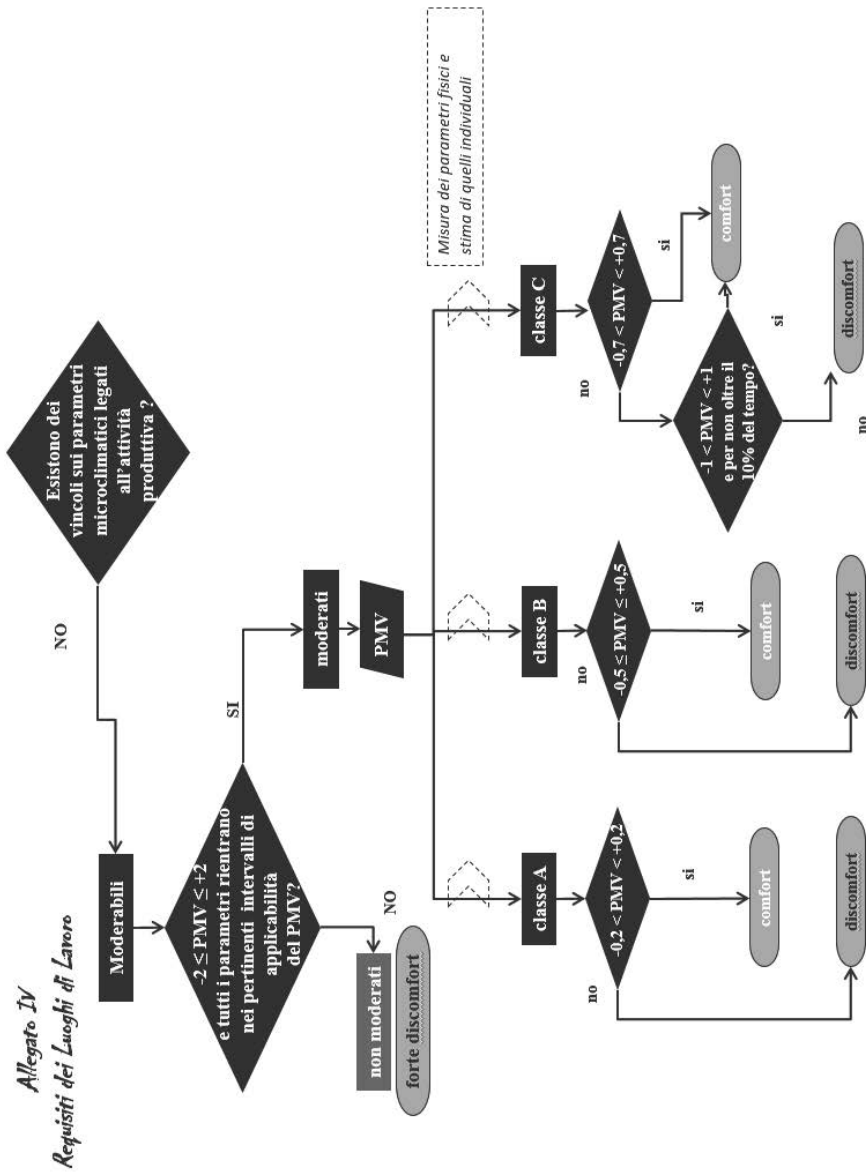 Allegato IV
Requisiti dei Luoghi di Lavoro
Esistono dei
vincoli sui parametri
microclimatici legati
all'attività
produttiva ?
NO
Moderabili
-2 ≤ PMV ≤ +2
e tutti i parametri rientrano
nei pertinenti intervalli di
applicabilità
del PMV?
SI
NO
non moderati
forte discomfort
moderati
PMV
Misura dei parametri fisici e
stima di quelli individuali
classe A
-0,2 < PMV < +0,2
no
si
comfort
discomfort
classe B
-0,5 ≤ PMV ≤ +0,5
no
si
comfort
discomfort
classe C
-0,7 < PMV < +0,7
no
si
-1 < PMV < +1
e per non oltre il
10% del tempo?
si
comfort
no
discomfort